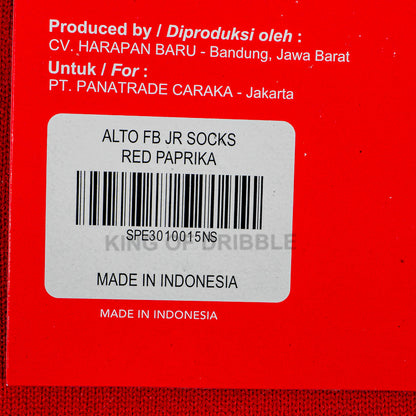 Produced by / Diproduksi oleh :
CV. HARAPAN BARU - Bandung, Jawa Barat
Untuk / For :
PT. PANATRADE CARAKA - Jakarta
ALTO FB JR SOCKS
RED PAPRIKA
SPE3010015NS
KING OF DRIBBLE
MADE IN INDONESIA
MADE IN INDONESIA